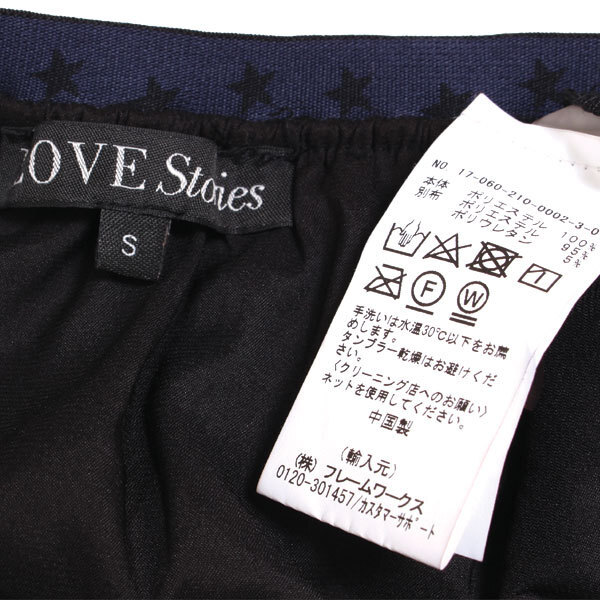 LOVE Stories
S
NO 17-060-210-0002-3-0
本体 ポリエステル 100%
別布 ポリエステル 95%
ポリウレタン 5%
F W
手洗いは水温30℃以下をお薦
めします。
タンブラー乾燥はお避けくだ
さい。
〈クリーニング店へのお願い〉
ネットを使用してください。
中国製
(輸入元)
(株) フレームワークス
0120-301457/カスタマーサポート